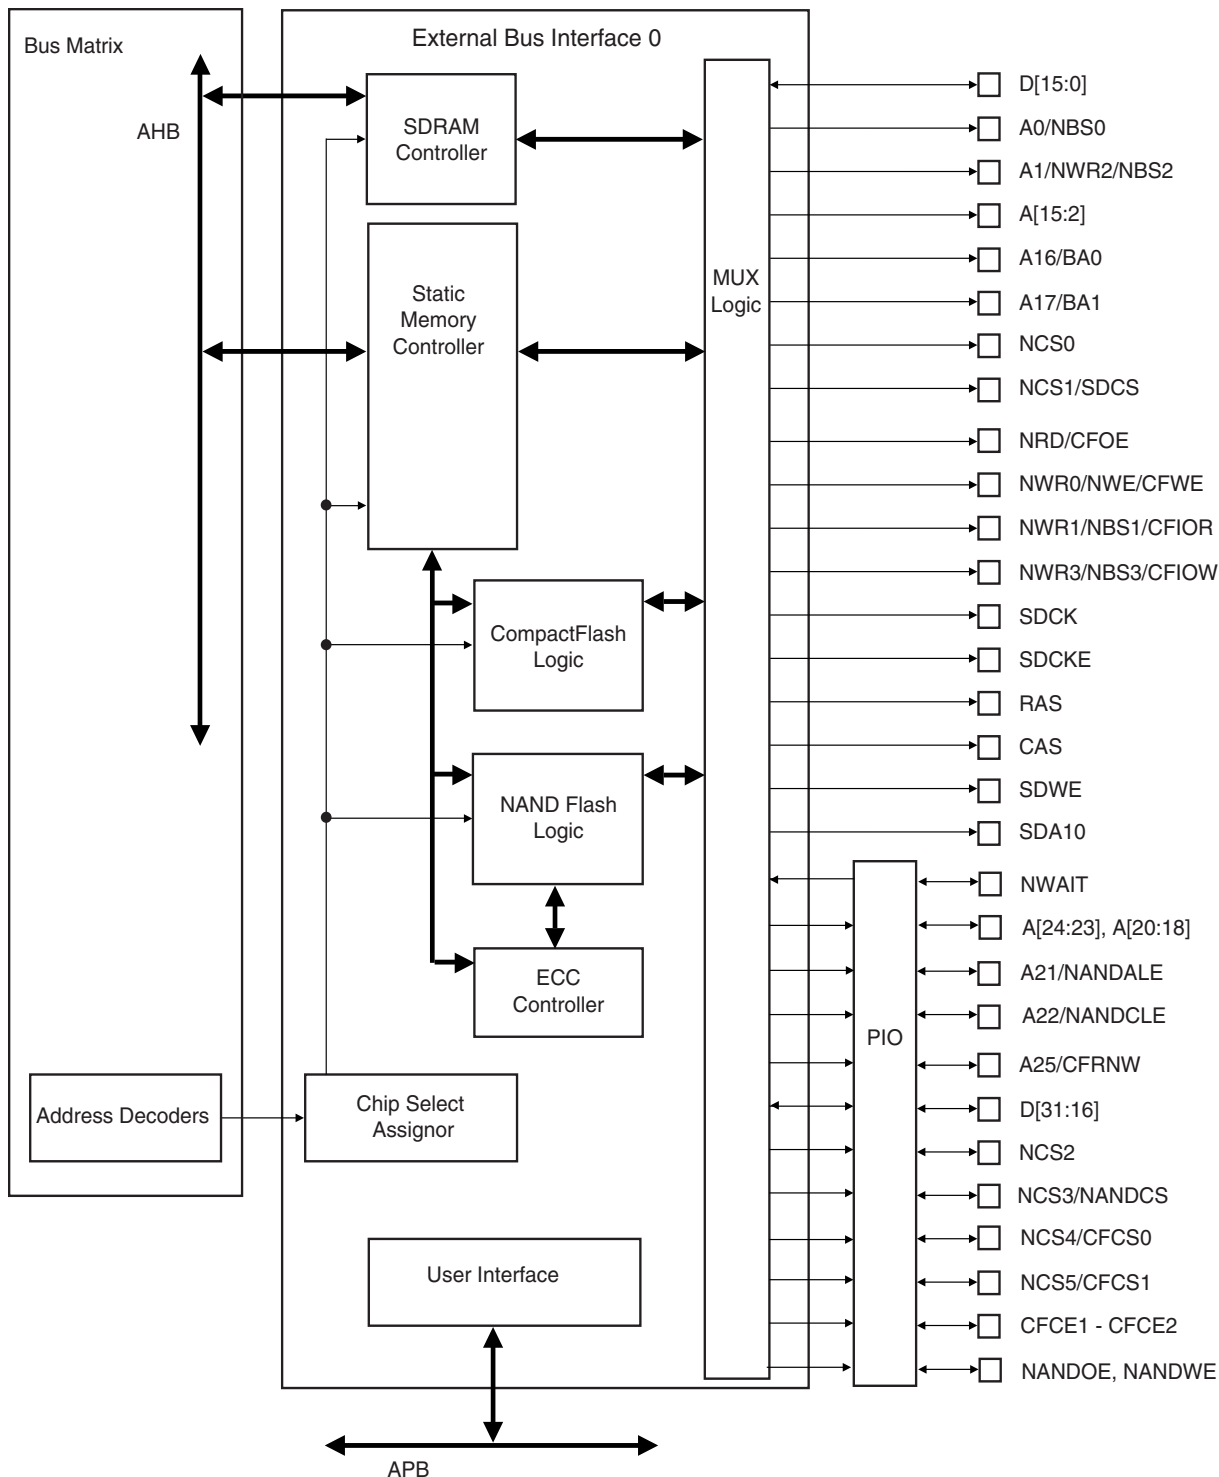 Bus Matrix
External Bus Interface 0
AHB
SDRAM
Controller
Static
Memory
Controller
CompactFlash
Logic
NAND Flash
Logic
ECC
Controller
Address Decoders
Chip Select
Assignor
User Interface
APB
MUX
Logic
PIO
D[15:0]
A0/NBS0
A1/NWR2/NBS2
A[15:2]
A16/BA0
A17/BA1
NCS0
NCS1/SDCS
NRD/CFOE
NWR0/NWE/CFWE
NWR1/NBS1/CFIOR
NWR3/NBS3/CFIOW
SDCK
SDCKE
RAS
CAS
SDWE
SDA10
NWAIT
A[24:23], A[20:18]
A21/NANDALE
A22/NANDCLE
A25/CFRNW
D[31:16]
NCS2
NCS3/NANDCS
NCS4/CFCS0
NCS5/CFCS1
CFCE1 - CFCE2
NANDOE, NANDWE